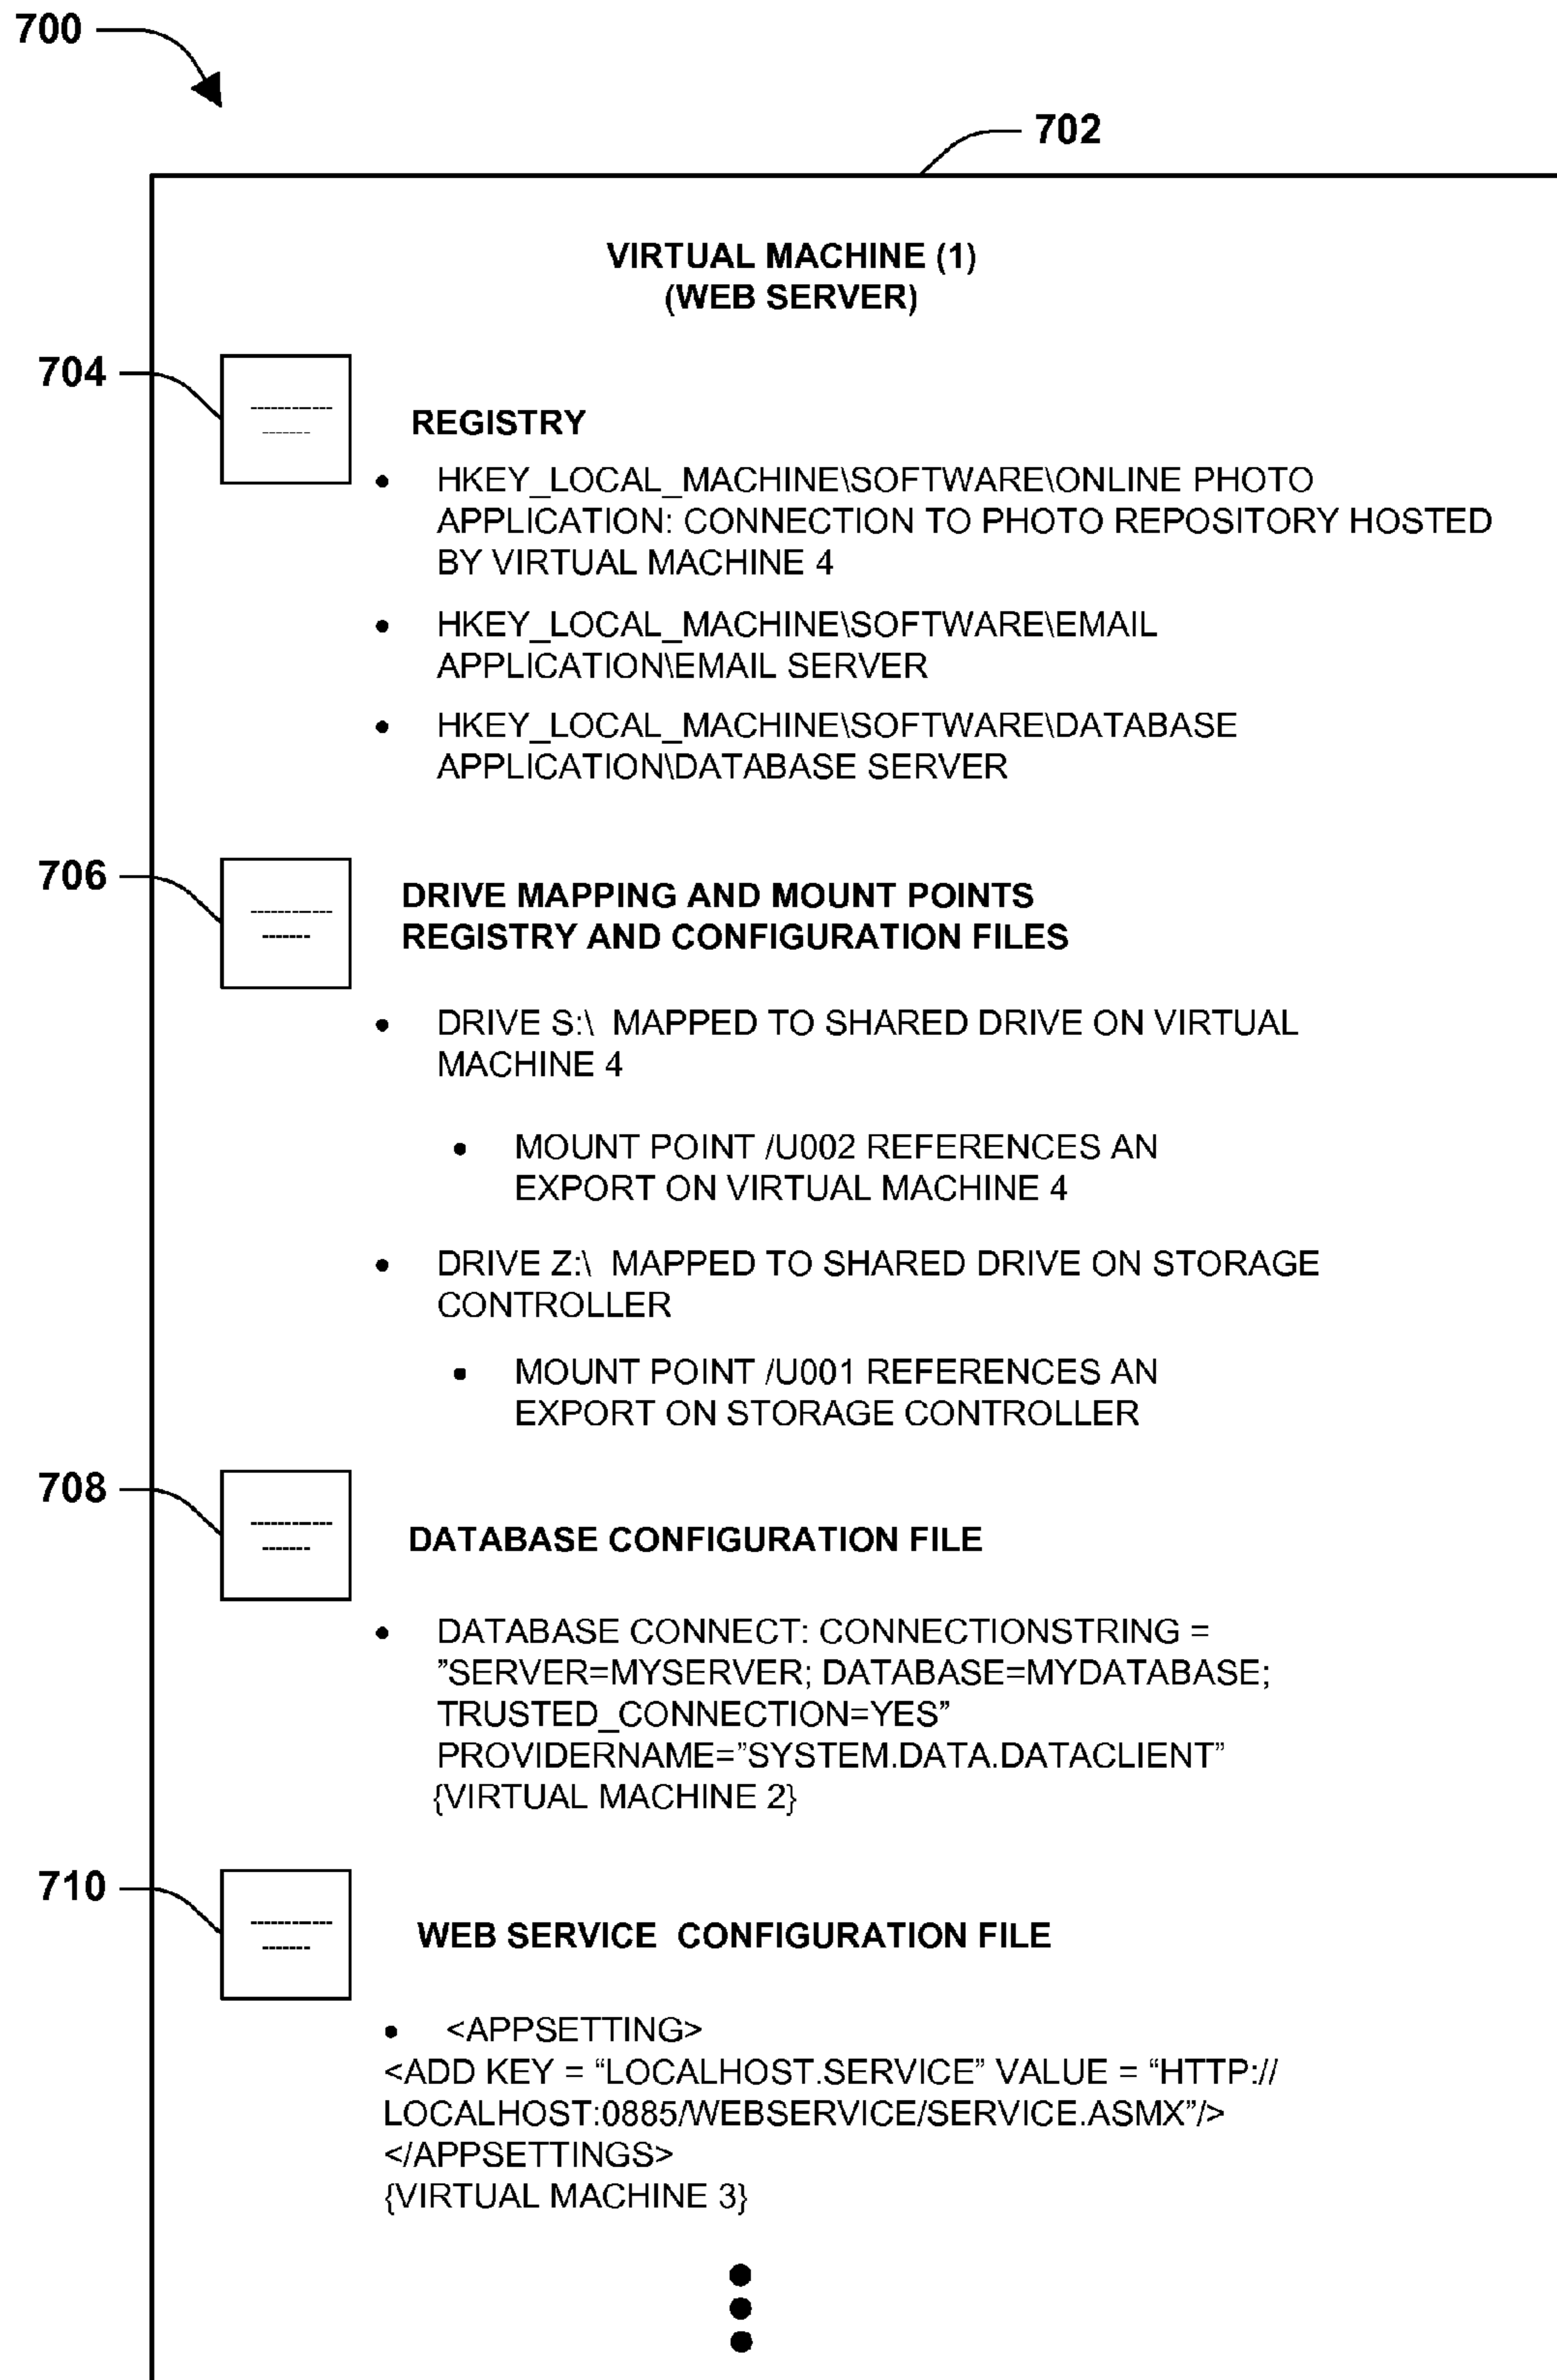 700
702
VIRTUAL MACHINE (1)
(WEB SERVER)
704
REGISTRY
• HKEY_LOCAL_MACHINE\SOFTWARE\ONLINE PHOTO
APPLICATION: CONNECTION TO PHOTO REPOSITORY HOSTED
BY VIRTUAL MACHINE 4
• HKEY_LOCAL_MACHINE\SOFTWARE\EMAIL
APPLICATION\EMAIL SERVER
• HKEY_LOCAL_MACHINE\SOFTWARE\DATABASE
APPLICATION\DATABASE SERVER
706
DRIVE MAPPING AND MOUNT POINTS
REGISTRY AND CONFIGURATION FILES
• DRIVE S:\ MAPPED TO SHARED DRIVE ON VIRTUAL
MACHINE 4
• MOUNT POINT /U002 REFERENCES AN
EXPORT ON VIRTUAL MACHINE 4
• DRIVE Z:\ MAPPED TO SHARED DRIVE ON STORAGE
CONTROLLER
• MOUNT POINT /U001 REFERENCES AN
EXPORT ON STORAGE CONTROLLER
708
DATABASE CONFIGURATION FILE
• DATABASE CONNECT: CONNECTIONSTRING =
”SERVER=MYSERVER; DATABASE=MYDATABASE;
TRUSTED_CONNECTION=YES”
PROVIDERNAME=”SYSTEM.DATA.DATACLIENT”
{VIRTUAL MACHINE 2}
710
WEB SERVICE CONFIGURATION FILE
• <APPSETTING>
<ADD KEY = “LOCALHOST.SERVICE” VALUE = “HTTP://
LOCALHOST:0885/WEBSERVICE/SERVICE.ASMX”/>
</APPSETTINGS>
{VIRTUAL MACHINE 3}